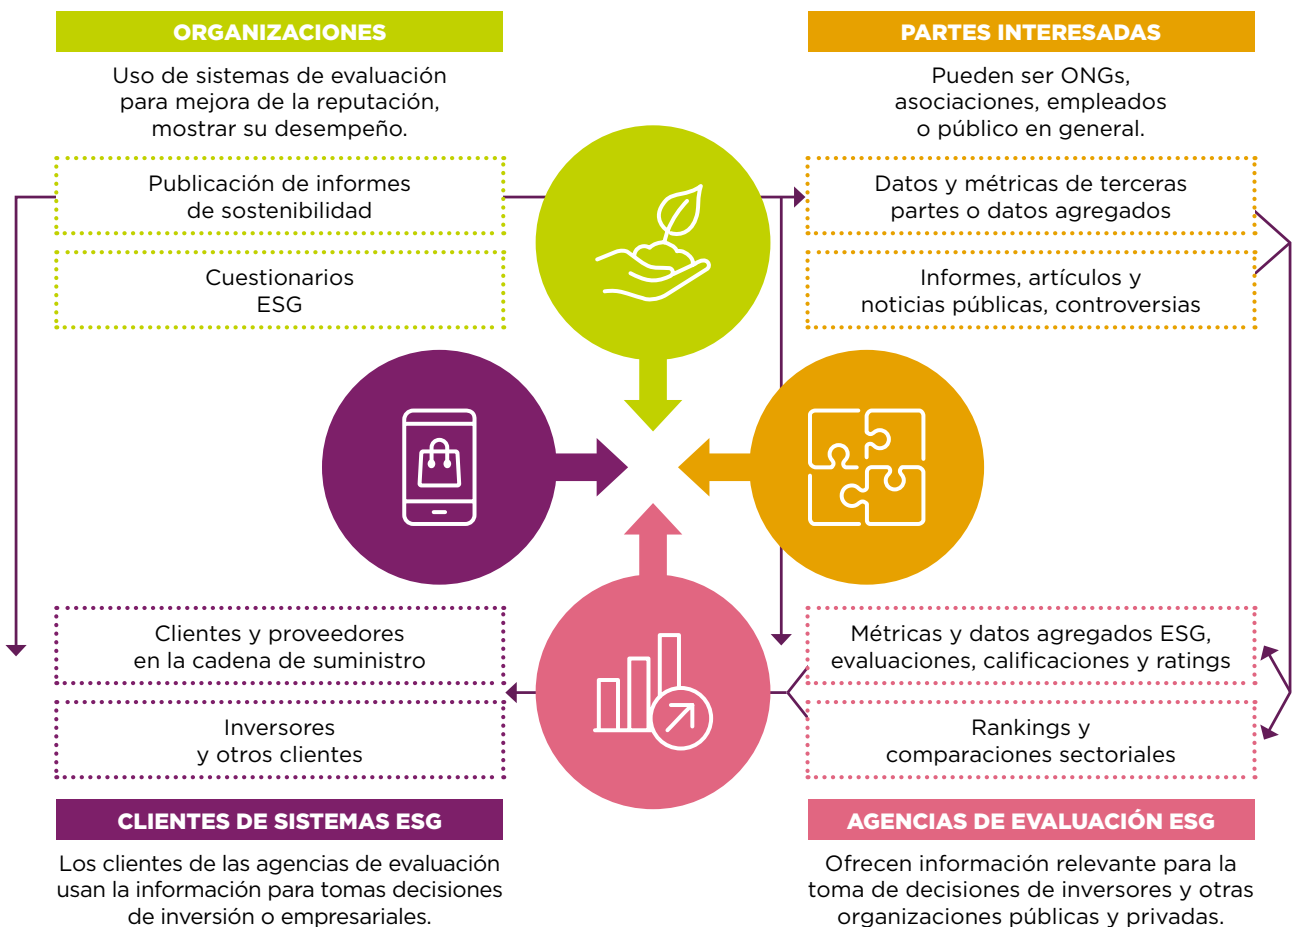 ORGANIZACIONES
Uso de sistemas de evaluación
para mejora de la reputación,
mostrar su desempeño.
Publicación de informes
de sostenibilidad
Cuestionarios
ESG
PARTES INTERESADAS
Pueden ser ONGs,
asociaciones, empleados
o público en general.
Datos y métricas de terceras
partes o datos agregados
Informes, artículos y
noticias públicas, controversias
Clientes y proveedores
en la cadena de suministro
Inversores
y otros clientes
CLIENTES DE SISTEMAS ESG
Los clientes de las agencias de evaluación
usan la información para tomas decisiones
de inversión o empresariales.
Métricas y datos agregados ESG,
evaluaciones, calificaciones y ratings
Rankings y
comparaciones sectoriales
AGENCIAS DE EVALUACIÓN ESG
Ofrecen información relevante para la
toma de decisiones de inversores y otras
organizaciones públicas y privadas.